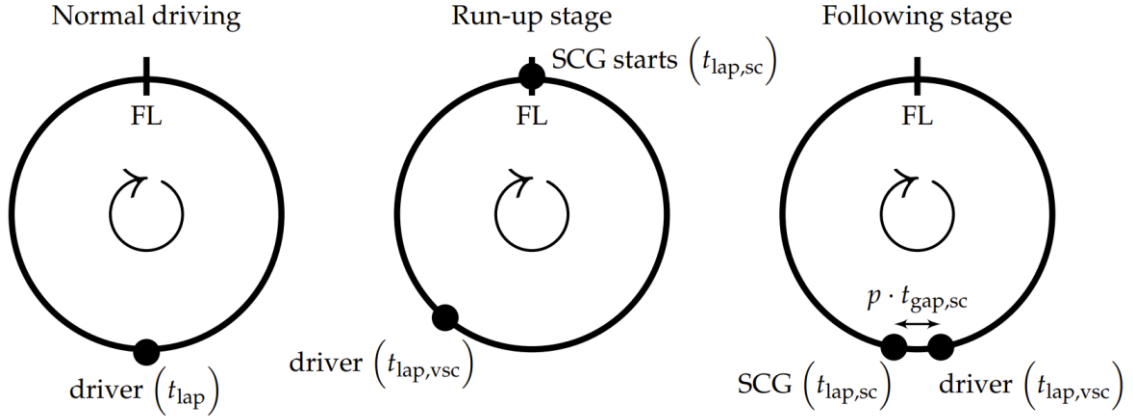 Normal driving
FL
driver (t_lap)
Run-up stage
SCG starts (t_lap,sc)
FL
driver (t_lap,vsc)
Following stage
FL
p · t_gap,sc
SCG (t_lap,sc)
driver (t_lap,vsc)